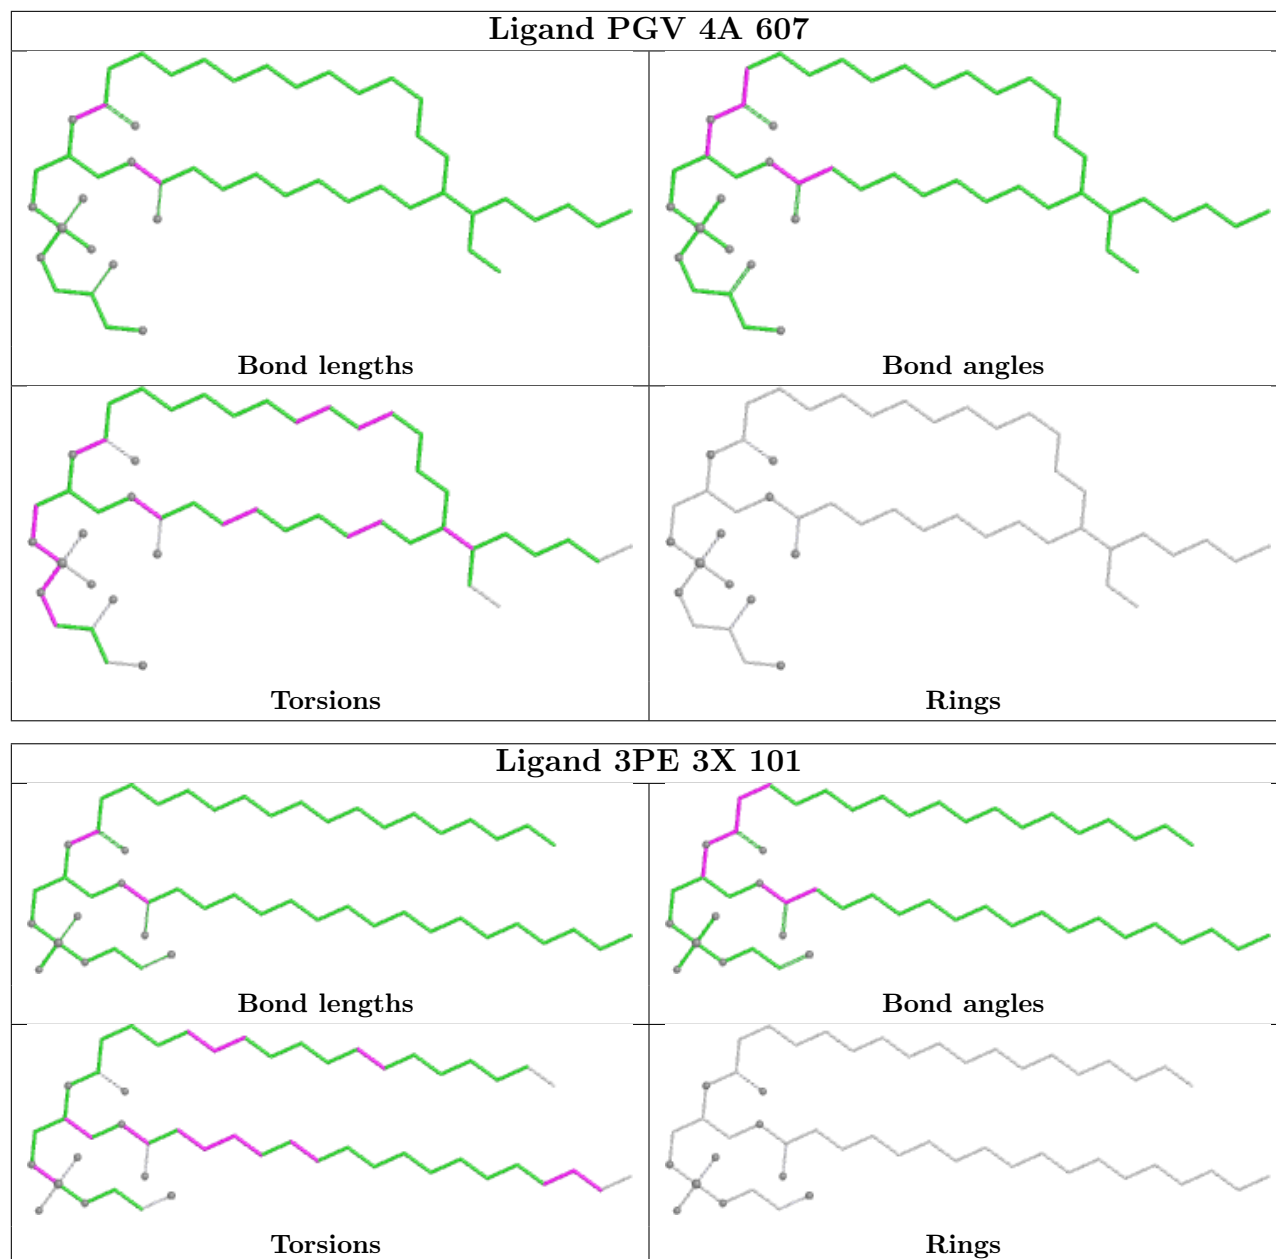 Ligand PGV 4A 607
Bond lengths
Bond angles
Torsions
Rings
Ligand 3PE 3X 101
Bond lengths
Bond angles
Torsions
Rings